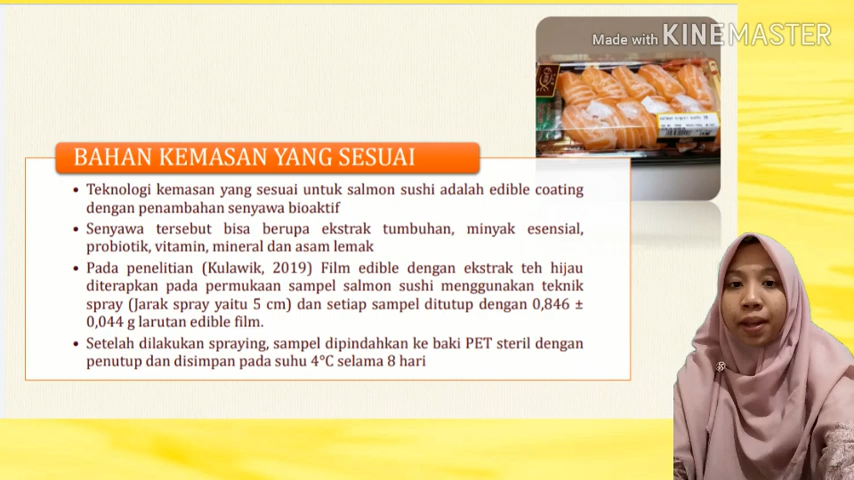 Made with KINEMASTER
BAHAN KEMASAN YANG SESUAI
• Teknologi kemasan yang sesuai untuk salmon sushi adalah edible coating
dengan penambahan senyawa bioaktif
• Senyawa tersebut bisa berupa ekstrak tumbuhan, minyak esensial,
probiotik, vitamin, mineral dan asam lemak
• Pada penelitian (Kulawik, 2019) Film edible dengan ekstrak teh hijau
diterapkan pada permukaan sampel salmon sushi menggunakan teknik
spray (Jarak spray yaitu 5 cm) dan setiap sampel ditutup dengan 0,846 ±
0,044 g larutan edible film.
• Setelah dilakukan spraying, sampel dipindahkan ke baki PET steril dengan
penutup dan disimpan pada suhu 4°C selama 8 hari